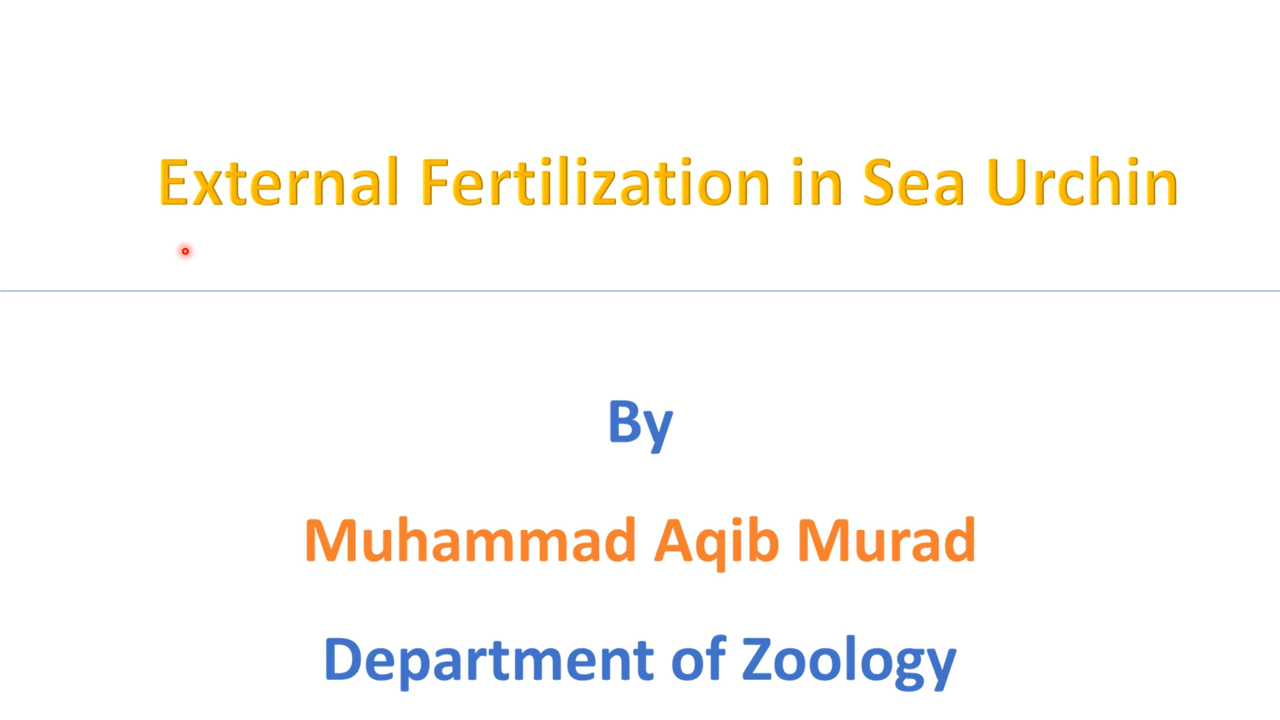 External Fertilization in Sea Urchin
By
Muhammad Aqib Murad
Department of Zoology